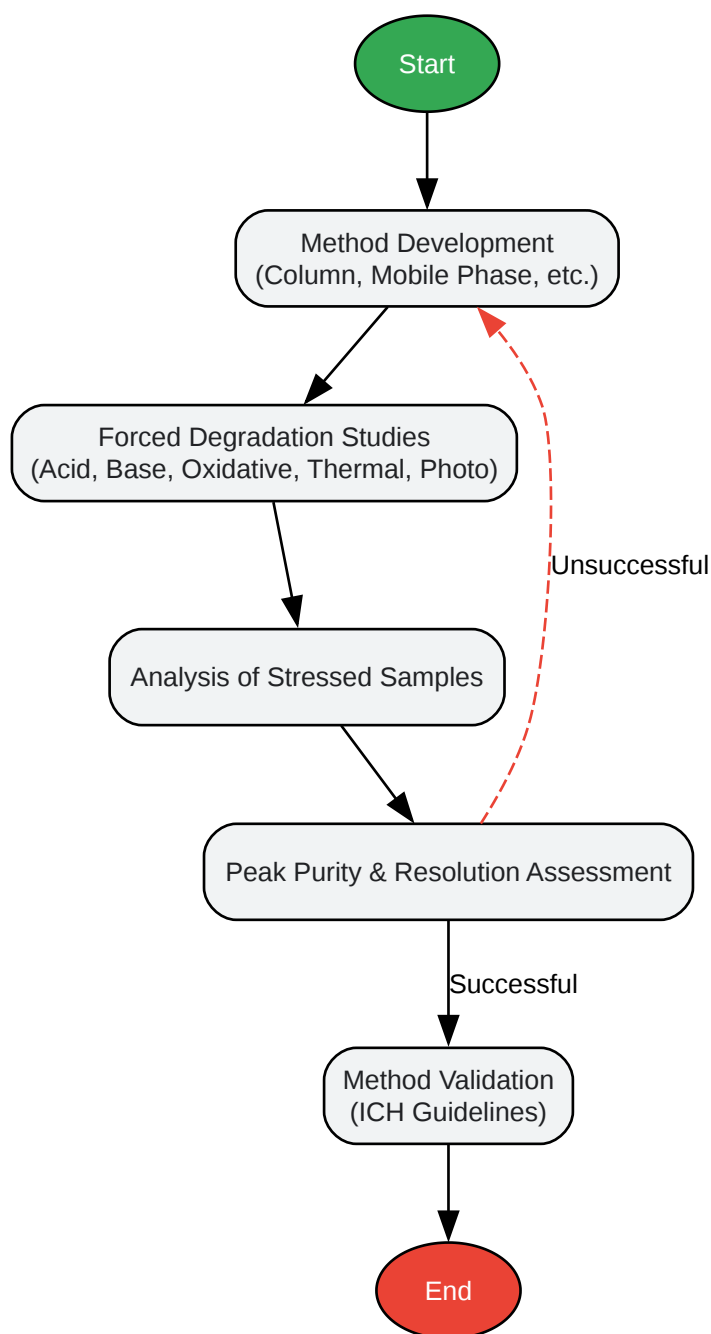 Start
Method Development
(Column, Mobile Phase, etc.)
Forced Degradation Studies
(Acid, Base, Oxidative, Thermal, Photo)
Unsuccessful
Analysis of Stressed Samples
Peak Purity & Resolution Assessment
Successful
Method Validation
(ICH Guidelines)
End